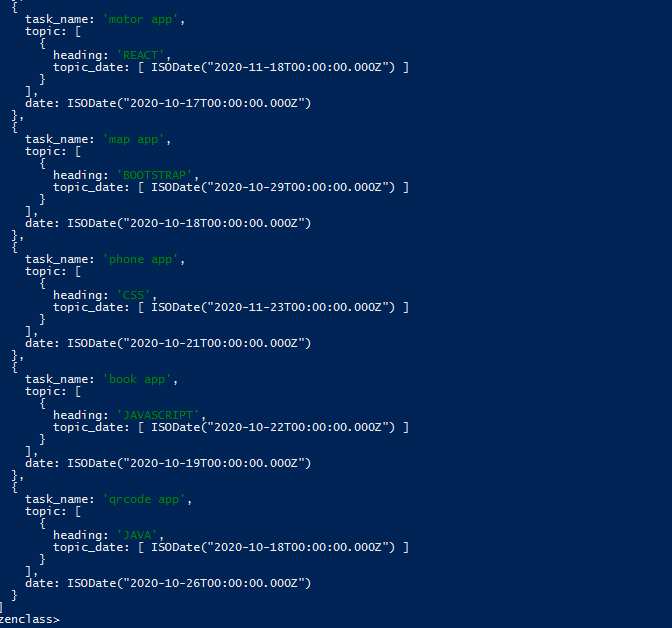 },
{
task_name: 'motor app',
topic: [
{
heading: 'REACT',
topic_date: [ ISODate("2020-11-18T00:00:00.000Z") ]
}
],
date: ISODate("2020-10-17T00:00:00.000Z")
},
{
task_name: 'map app',
topic: [
{
heading: 'BOOTSTRAP',
topic_date: [ ISODate("2020-10-29T00:00:00.000Z") ]
}
],
date: ISODate("2020-10-18T00:00:00.000Z")
},
{
task_name: 'phone app',
topic: [
{
heading: 'CSS',
topic_date: [ ISODate("2020-11-23T00:00:00.000Z") ]
}
],
date: ISODate("2020-10-21T00:00:00.000Z")
},
{
task_name: 'book app',
topic: [
{
heading: 'JAVASCRIPT',
topic_date: [ ISODate("2020-10-22T00:00:00.000Z") ]
}
],
date: ISODate("2020-10-19T00:00:00.000Z")
},
{
task_name: 'qrcode app',
topic: [
{
heading: 'JAVA',
topic_date: [ ISODate("2020-10-18T00:00:00.000Z") ]
}
],
date: ISODate("2020-10-26T00:00:00.000Z")
}
]
zenclass>